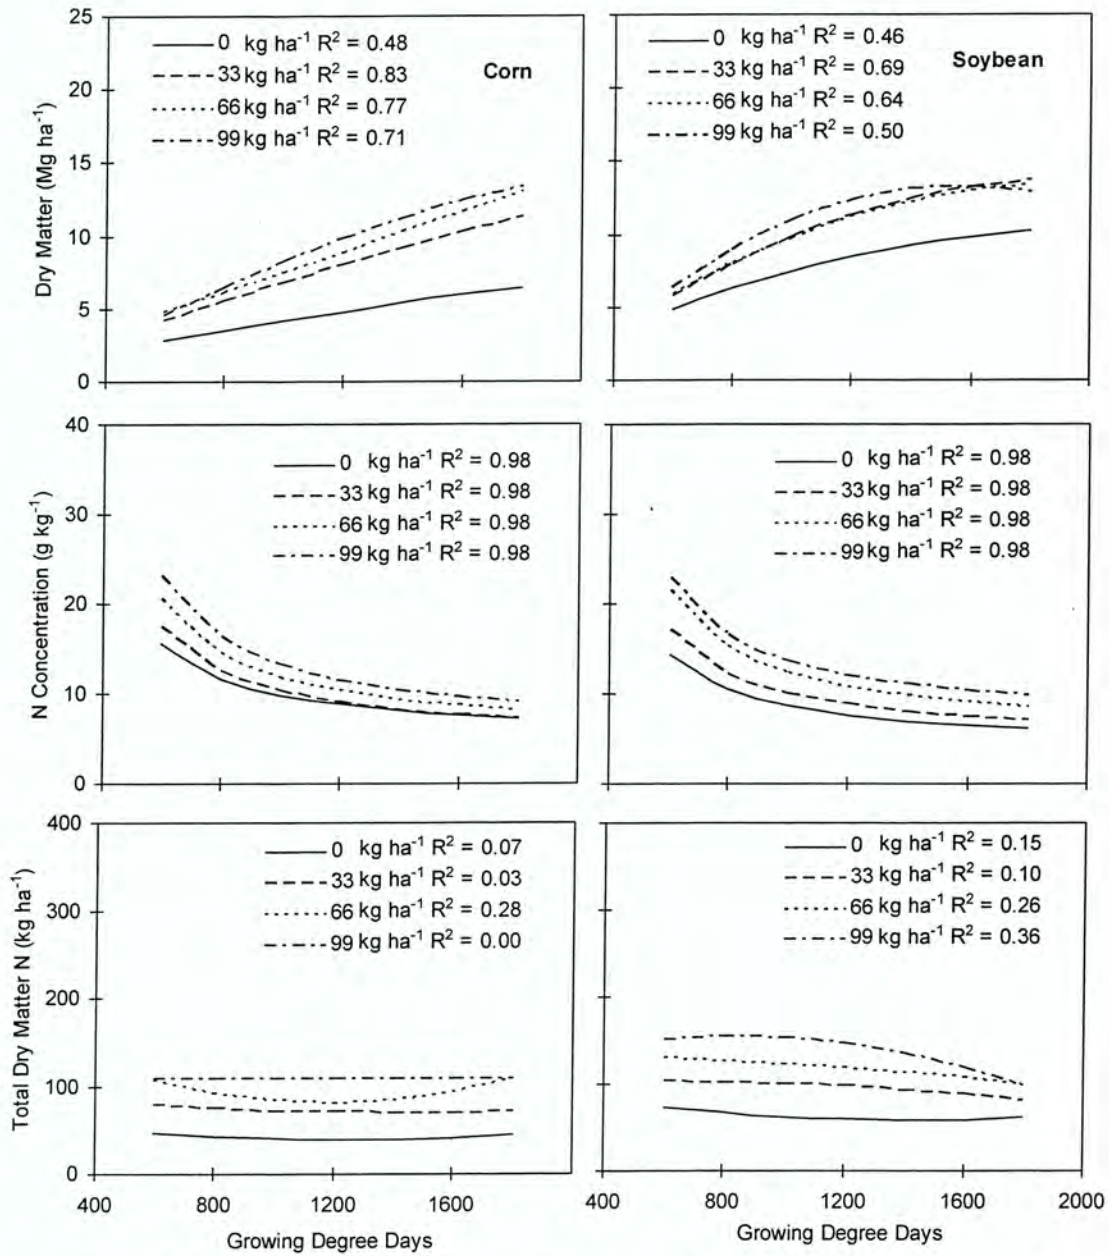 Dry Matter (Mg ha⁻¹)
25
20
15
10
5
0
0 kg ha⁻¹ R² = 0.48
33 kg ha⁻¹ R² = 0.83
66 kg ha⁻¹ R² = 0.77
99 kg ha⁻¹ R² = 0.71
Corn
0 kg ha⁻¹ R² = 0.46
33 kg ha⁻¹ R² = 0.69
66 kg ha⁻¹ R² = 0.64
99 kg ha⁻¹ R² = 0.50
Soybean
N Concentration (g kg⁻¹)
40
30
20
10
0
0 kg ha⁻¹ R² = 0.98
33 kg ha⁻¹ R² = 0.98
66 kg ha⁻¹ R² = 0.98
99 kg ha⁻¹ R² = 0.98
0 kg ha⁻¹ R² = 0.98
33 kg ha⁻¹ R² = 0.98
66 kg ha⁻¹ R² = 0.98
99 kg ha⁻¹ R² = 0.98
Total Dry Matter N (kg ha⁻¹)
400
300
200
100
0
0 kg ha⁻¹ R² = 0.07
33 kg ha⁻¹ R² = 0.03
66 kg ha⁻¹ R² = 0.28
99 kg ha⁻¹ R² = 0.00
0 kg ha⁻¹ R² = 0.15
33 kg ha⁻¹ R² = 0.10
66 kg ha⁻¹ R² = 0.26
99 kg ha⁻¹ R² = 0.36
400 800 1200 1600
400 800 1200 1600 2000
Growing Degree Days
Growing Degree Days